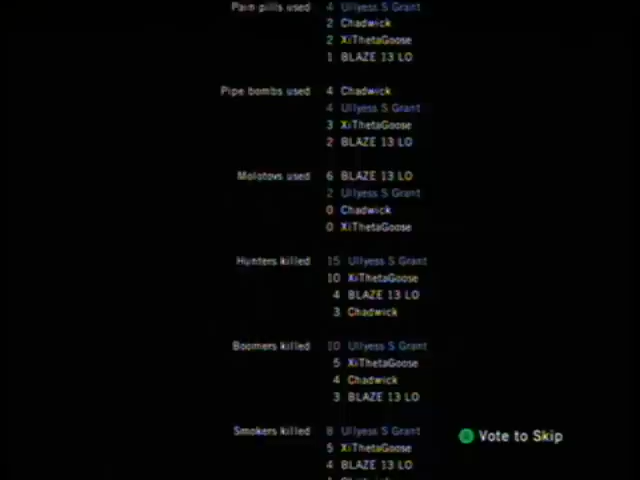 Pain pills used 4 Ullyess S Grant
2 Chadwick
2 XiThetaGoose
1 BLAZE 13 LO
Pipe bombs used 4 Chadwick
4 Ullyess S Grant
3 XiThetaGoose
2 BLAZE 13 LO
Molotovs used 6 BLAZE 13 LO
2 Ullyess S Grant
0 Chadwick
0 XiThetaGoose
Hunters killed 15 Ullyess S Grant
10 XiThetaGoose
4 BLAZE 13 LO
3 Chadwick
Boomers killed 10 Ullyess S Grant
5 XiThetaGoose
4 Chadwick
3 BLAZE 13 LO
Smokers killed 8 Ullyess S Grant
Vote to Skip
5 XiThetaGoose
4 BLAZE 13 LO